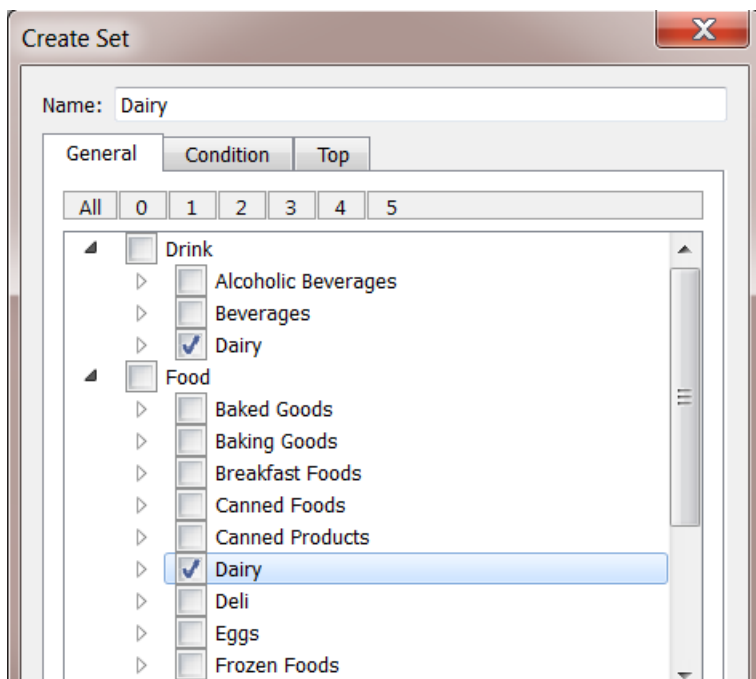 Create Set
X
Name: Dairy
General Condition Top
All 0 1 2 3 4 5
Drink
Alcoholic Beverages
Beverages
Dairy
Food
Baked Goods
Baking Goods
Breakfast Foods
Canned Foods
Canned Products
Dairy
Deli
Eggs
Frozen Foods